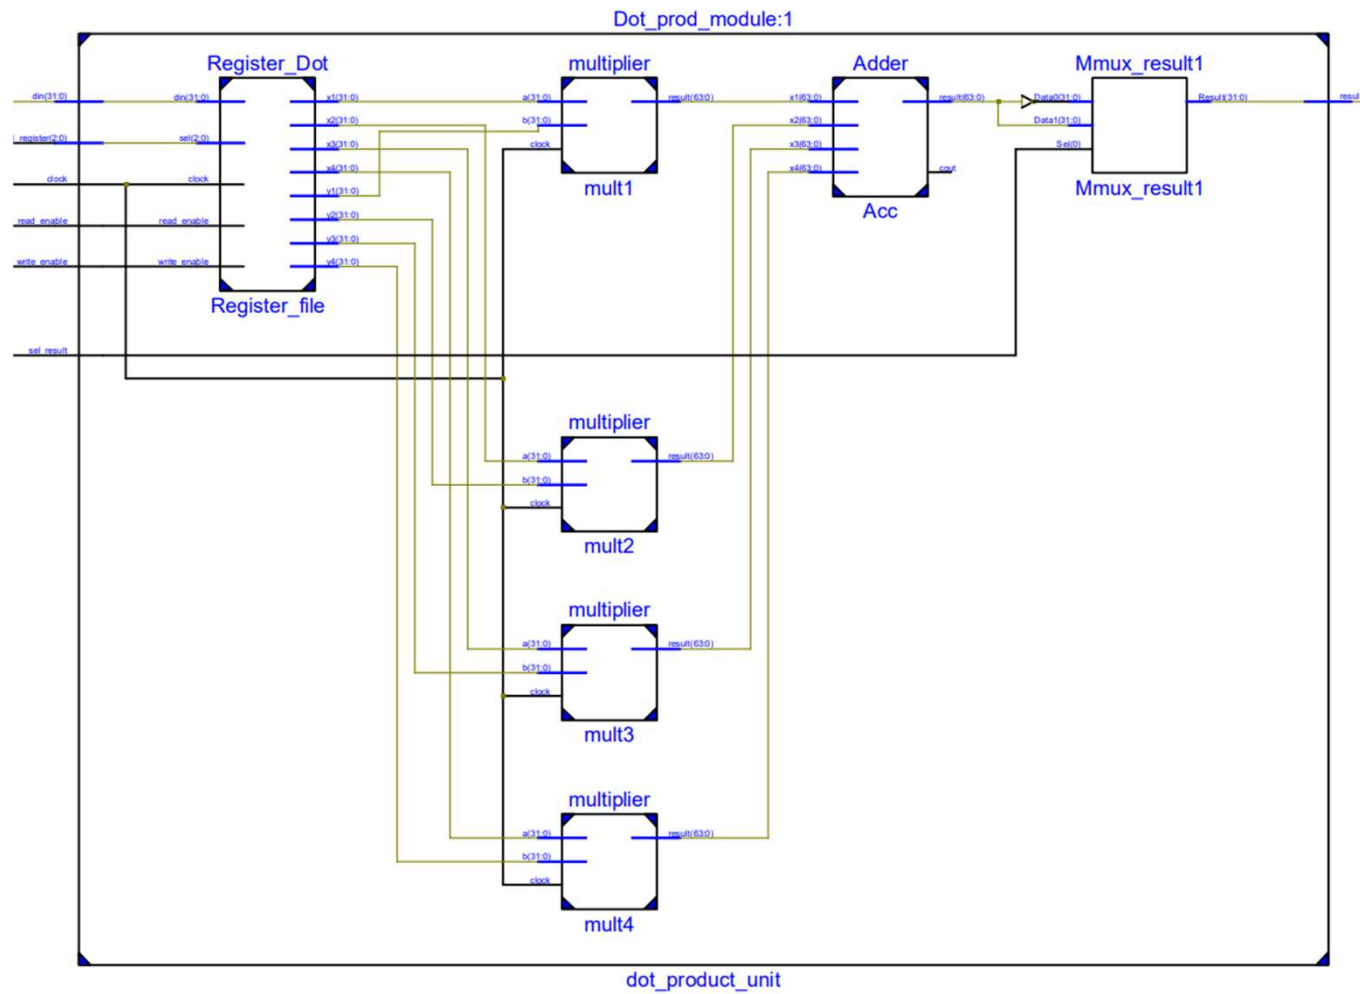 Dot_prod_module:1
Register_Dot
multiplier
Adder
Mmux_result1
din(31:0)
din(31:0)
x1(31:0)
a(31:0)
result(63:0)
x1(63:0)
result(63:0)
Data0(31:0)
Result(31:0)
resul
x2(31:0)
b(31:0)
x2(63:0)
Data1(31:0)
_register(2:0)
sel(2:0)
x3(31:0)
clock
x3(63:0)
Sel(0)
x4(31:0)
x4(63:0)
cout
clock
clock
y1(31:0)
mult1
Mmux_result1
Acc
read_enable
read_enable
y2(31:0)
y3(31:0)
write_enable
write_enable
y4(31:0)
Register_file
sel_result
multiplier
a(31:0)
result(63:0)
b(31:0)
clock
mult2
multiplier
a(31:0)
result(63:0)
b(31:0)
clock
mult3
multiplier
a(31:0)
result(63:0)
b(31:0)
clock
mult4
dot_product_unit